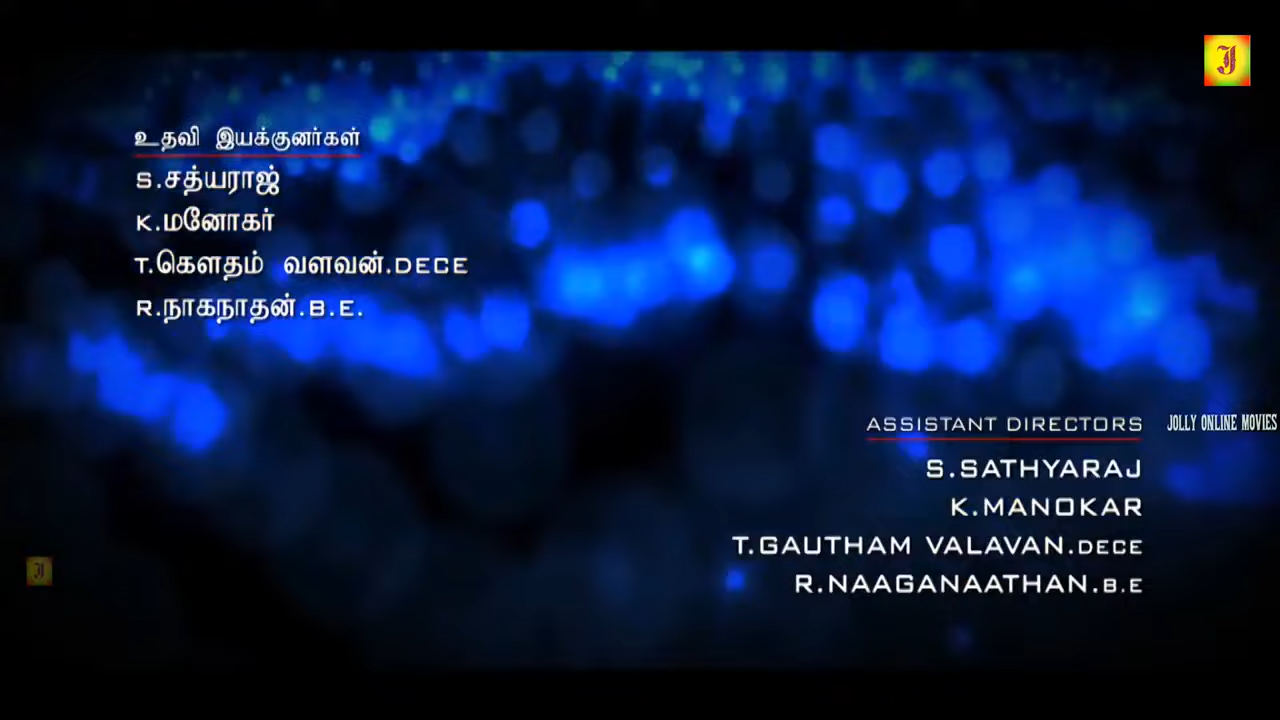 J
உதவி இயக்குனர்கள்
S.சத்யராஜ்
K.மனோகர்
T.கௌதம் வளவன்.DECE
R.நாகநாதன்.B.E.
ASSISTANT DIRECTORS
JOLLY ONLINE MOVIES
S.SATHYARAJ
K.MANOKAR
T.GAUTHAM VALAVAN.DECE
R.NAAGANAATHAN.B.E
J